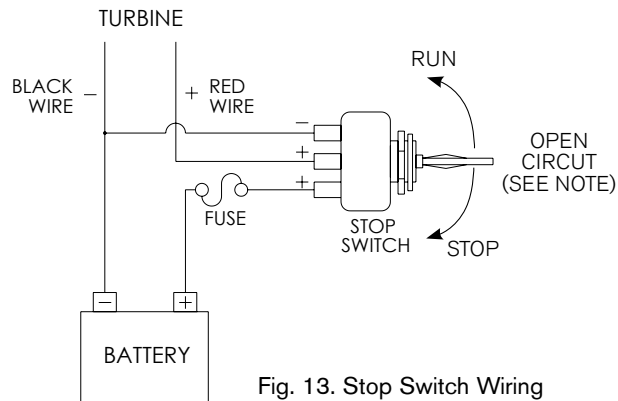 TURBINE
BLACK
WIRE
−
+
RED
WIRE
RUN
−
+
+
OPEN
CIRCUT
(SEE NOTE)
FUSE
STOP
SWITCH
STOP
−
+
BATTERY
Fig. 13. Stop Switch Wiring